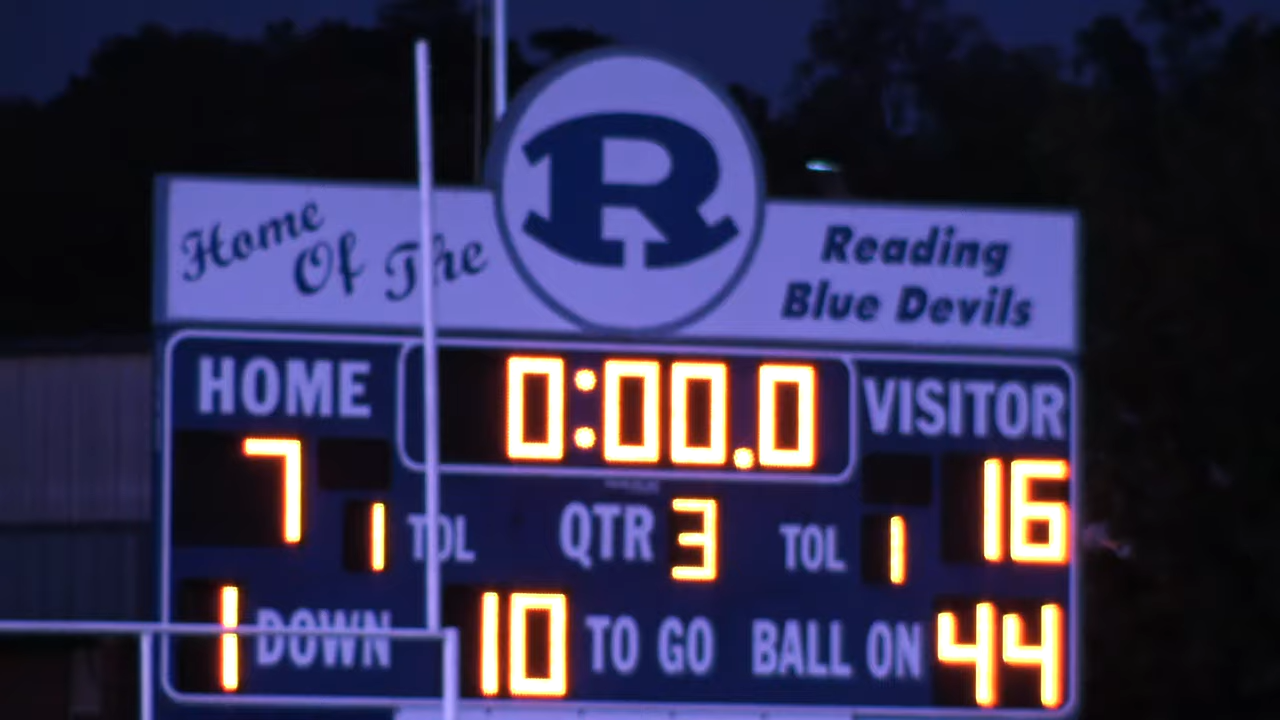 R
Home
Of The
Reading
Blue Devils
HOME 0:00.0 VISITOR
7 16
1 TOL QTR 3 TOL 1
1 DOWN 10 TO GO BALL ON 44